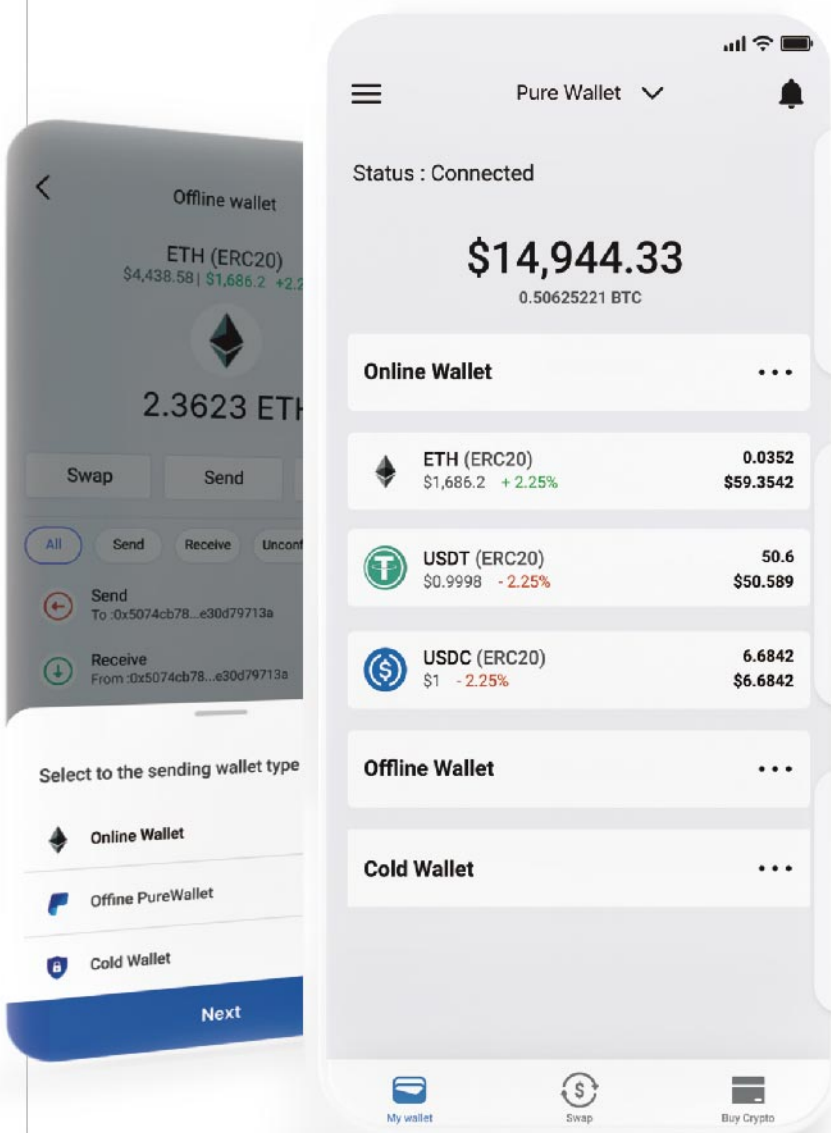 Offline wallet
ETH (ERC20)
$4,438.58 | $1,686.2 +2.2
2.3623 ETH
Swap
Send
All
Send
Receive
Unconf
Send
To :0x5074cb78...e30d79713a
Receive
From :0x5074cb78...e30d79713a
Select to the sending wallet type
Online Wallet
Offine PureWallet
Cold Wallet
Next
Pure Wallet
Status : Connected
$14,944.33
0.50625221 BTC
Online Wallet
ETH (ERC20) 0.0352
$1,686.2 + 2.25% $59.3542
USDT (ERC20) 50.6
$0.9998 - 2.25% $50.589
USDC (ERC20) 6.6842
$1 - 2.25% $6.6842
Offline Wallet
Cold Wallet
My wallet
Swap
Buy Crypto